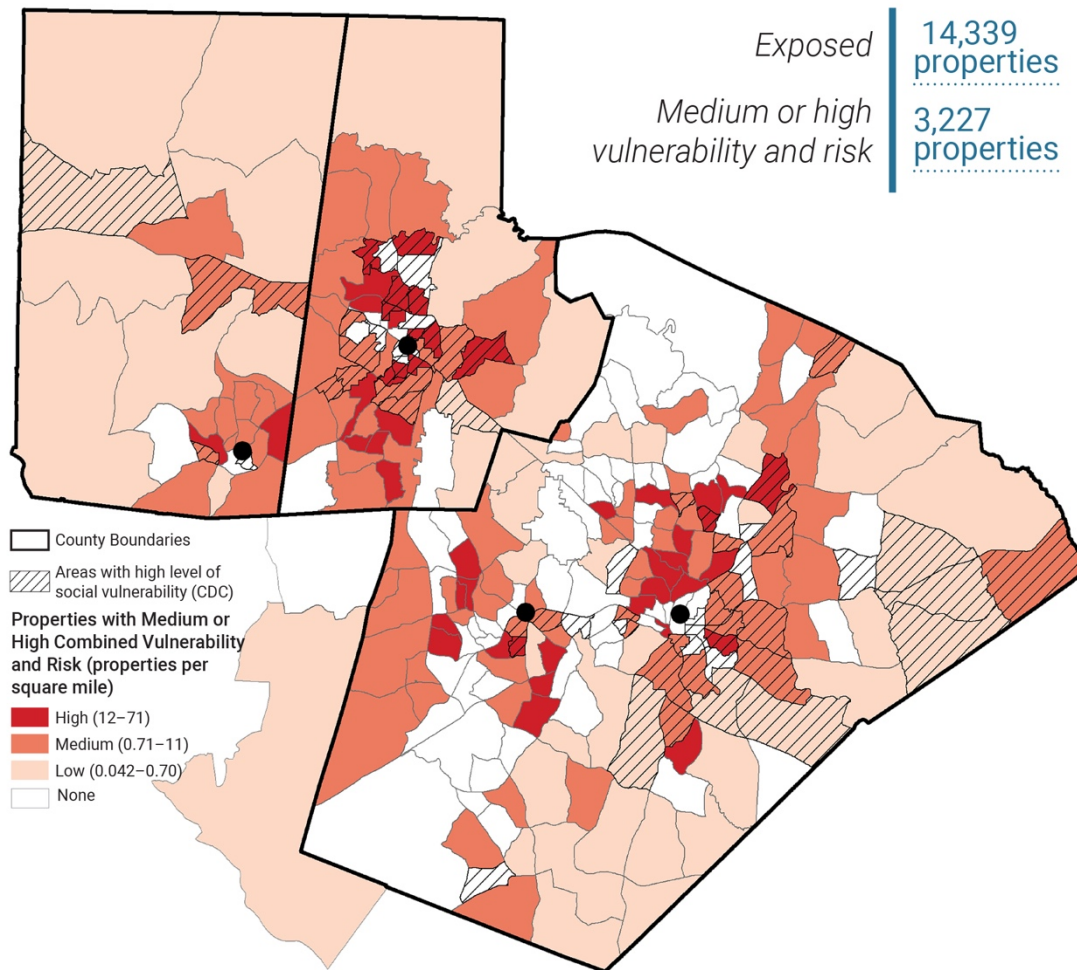 Exposed
14,339
properties
Medium or high
vulnerability and risk
3,227
properties
County Boundaries
Areas with high level of
social vulnerability (CDC)
Properties with Medium or
High Combined Vulnerability
and Risk (properties per
square mile)
High (12–71)
Medium (0.71–11)
Low (0.042–0.70)
None